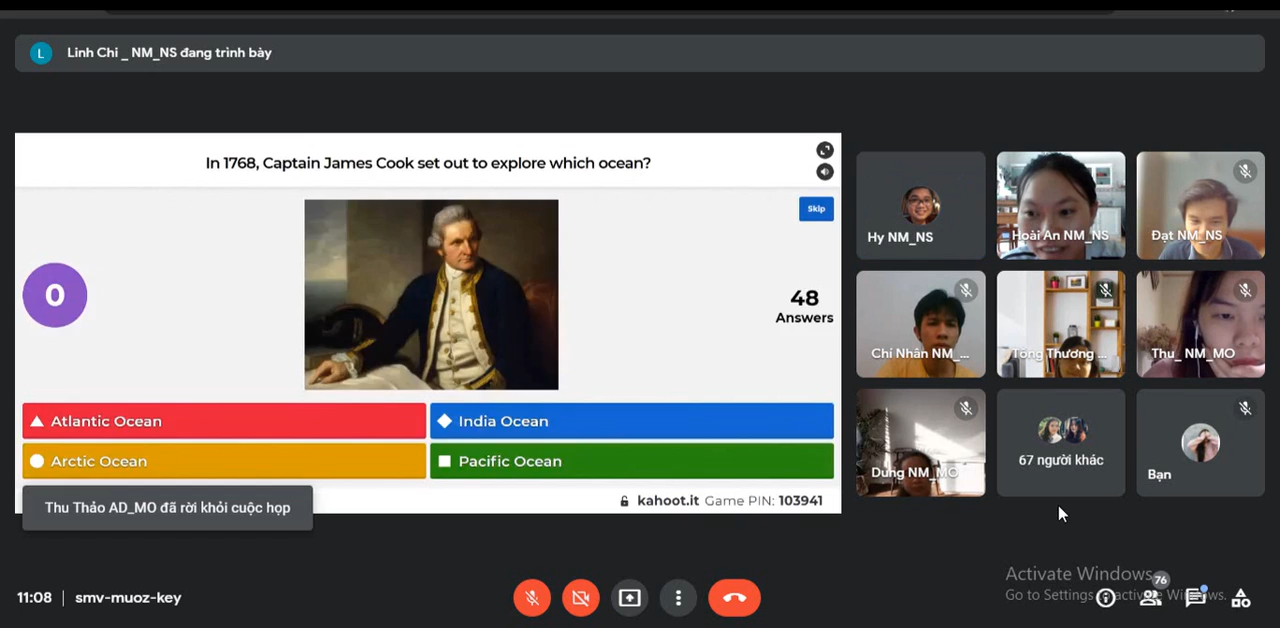 L
Linh Chi _ NM_NS đang trình bày
In 1768, Captain James Cook set out to explore which ocean?
Skip
0
48
Answers
Atlantic Ocean
India Ocean
Arctic Ocean
Pacific Ocean
kahoot.it Game PIN: 103941
Thu Thảo AD_MO đã rời khỏi cuộc họp
Hy NM_NS
Hoài An NM_NS
Đạt NM_NS
Chí Nhân NM_...
Tống Thương ...
Thu_ NM_MO
Dung NM_MO
67 người khác
Bạn
11:08 | smv-muoz-key
Activate Windows
Go to Settings to activate Windows.
76